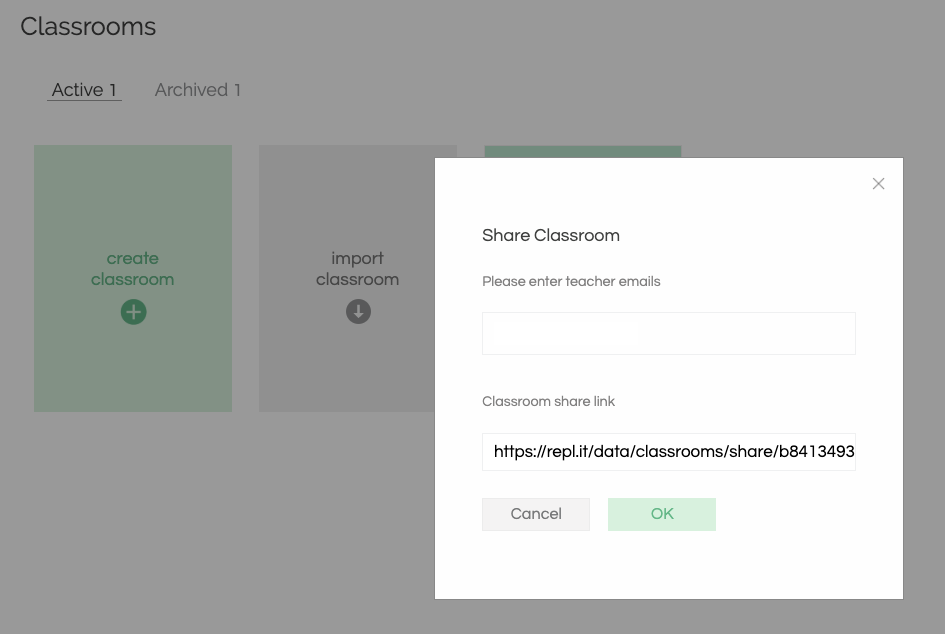 Classrooms
Active 1
Archived 1
create
classroom
import
classroom
Share Classroom
Please enter teacher emails
Classroom share link
https://repl.it/data/classrooms/share/b8413493
Cancel
OK